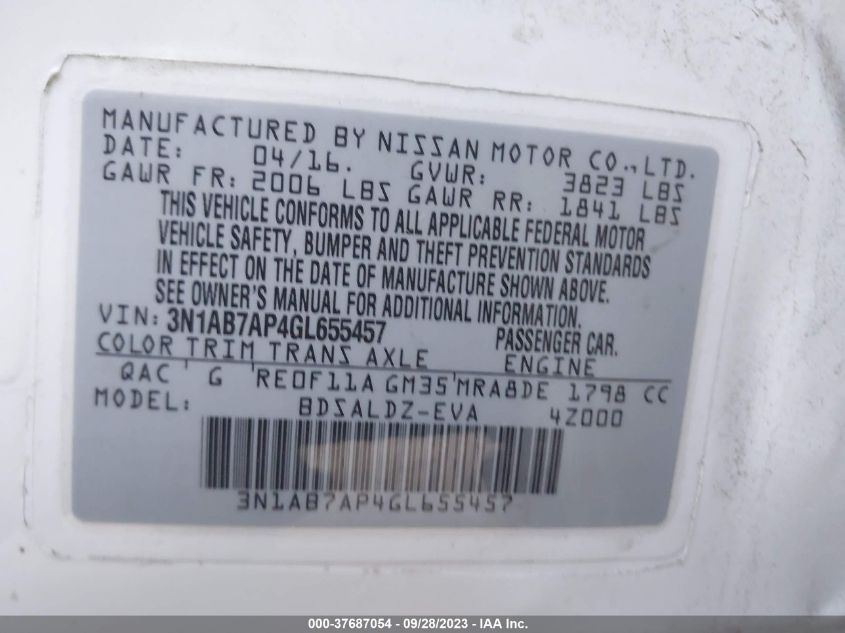 MANUFACTURED BY NISSAN MOTOR CO., LTD.
DATE: 04/16. GVWR: 3823 LBS
GAWR FR: 2006 LBS GAWR RR: 1841 LBS
THIS VEHICLE CONFORMS TO ALL APPLICABLE FEDERAL MOTOR
VEHICLE SAFETY, BUMPER AND THEFT PREVENTION STANDARDS
IN EFFECT ON THE DATE OF MANUFACTURE SHOWN ABOVE.
SEE OWNER'S MANUAL FOR ADDITIONAL INFORMATION.
VIN: 3N1AB7AP4GL655457 PASSENGER CAR.
COLOR TRIM TRANS AXLE ENGINE
QAC G RE0F11A GM35 MRA8DE 1798 CC
MODEL: BDSALDZ-EVA 4Z000
3N1AB7AP4GL655457
000-37687054 - 09/28/2023 - IAA Inc.